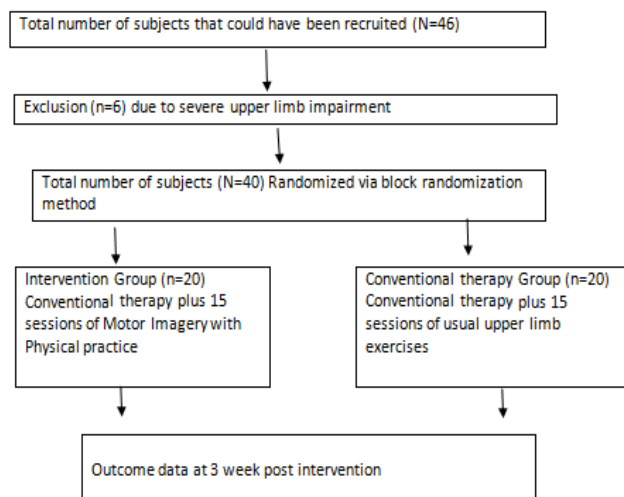 Total number of subjects that could have been recruited (N=46)
Exclusion (n=6) due to severe upper limb impairment
Total number of subjects (N=40) Randomized via block randomization
method
Intervention Group (n=20)
Conventional therapy plus 15
sessions of Motor Imagery with
Physical practice
Conventional therapy Group (n=20)
Conventional therapy plus 15
sessions of usual upper limb
exercises
Outcome data at 3 week post intervention